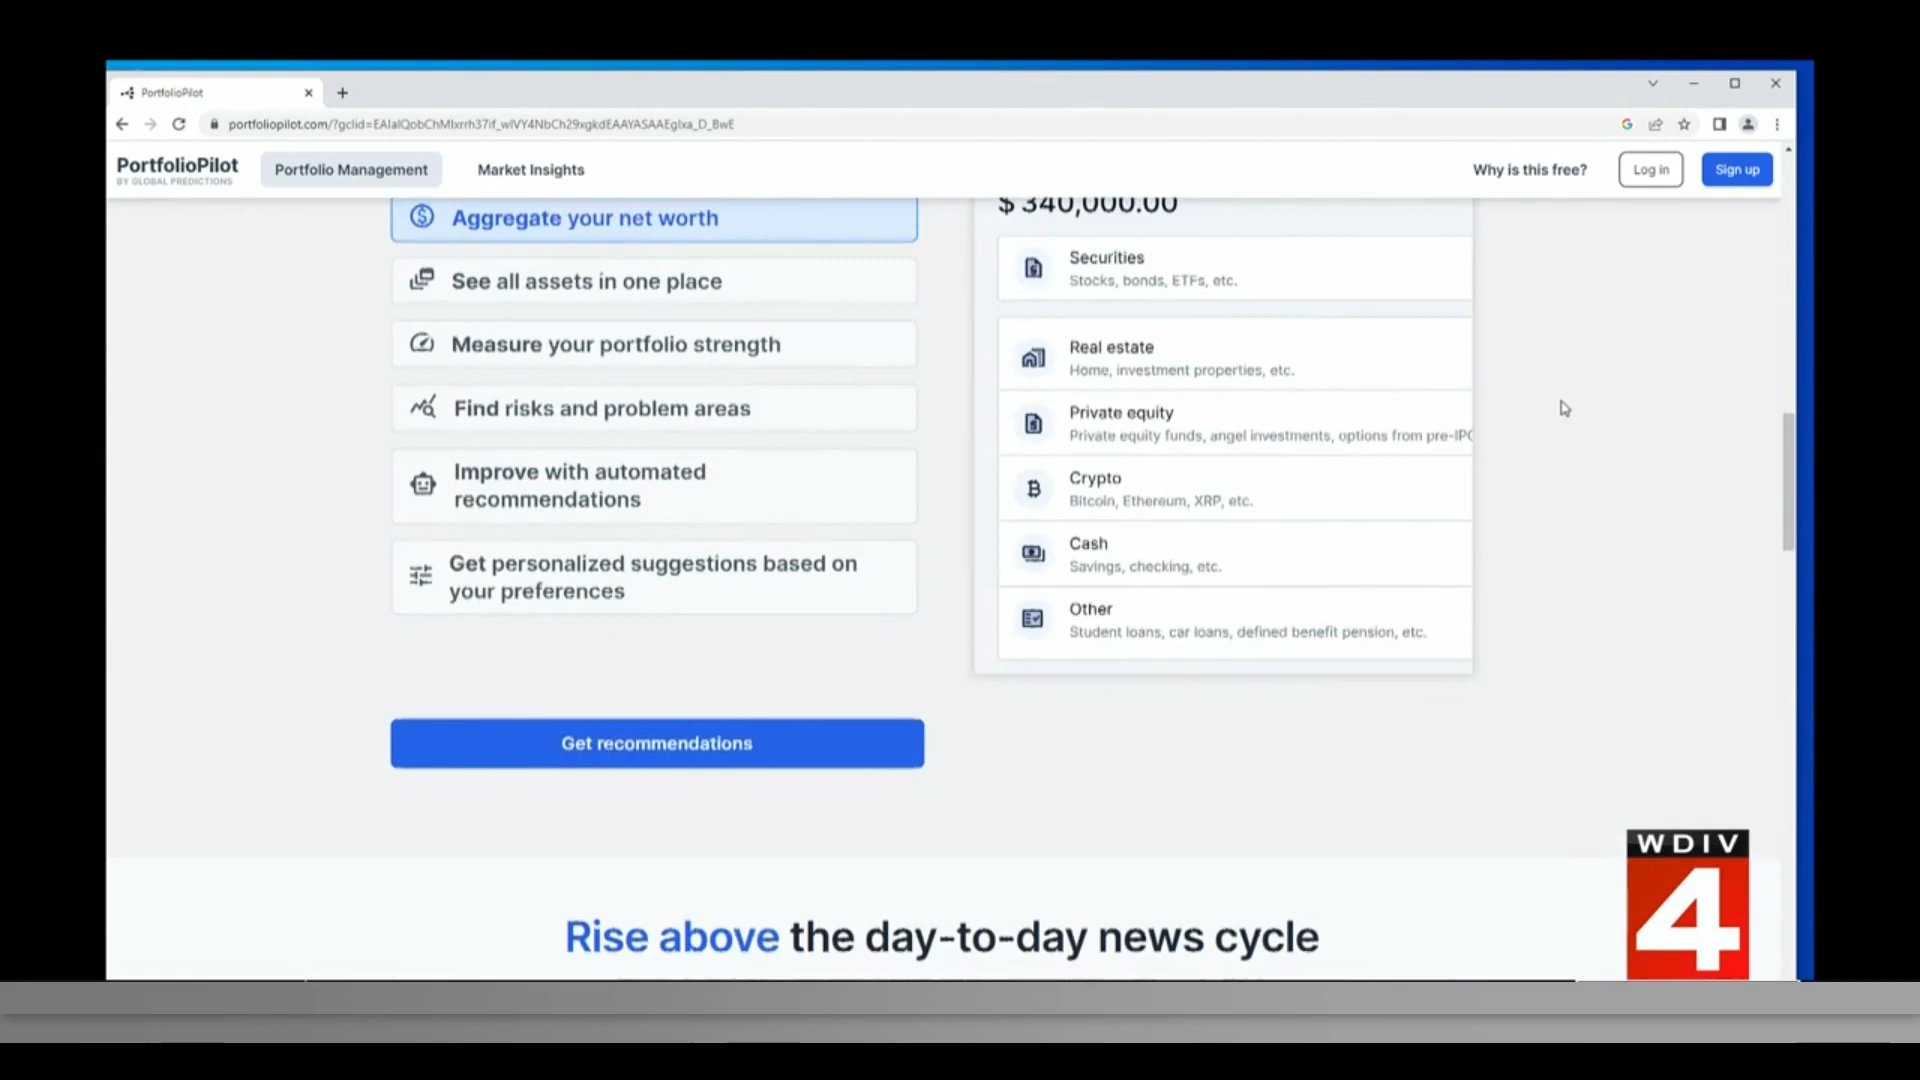 PortfolioPilot
portfoliopilot.com/?gclid=
PortfolioPilot
BY GLOBAL PREDICTIONS
Portfolio Management
Market Insights
Why is this free?
Log in
Sign up
Aggregate your net worth
See all assets in one place
Measure your portfolio strength
Find risks and problem areas
Improve with automated
recommendations
Get personalized suggestions based on
your preferences
Get recommendations
$ 340,000.00
Securities
Stocks, bonds, ETFs, etc.
Real estate
Home, investment properties, etc.
Private equity
Private equity funds, angel investments, options from pre-IPO
Crypto
Bitcoin, Ethereum, XRP, etc.
Cash
Savings, checking, etc.
Other
Student loans, car loans, defined benefit pension, etc.
Rise above the day-to-day news cycle
WDIV
4